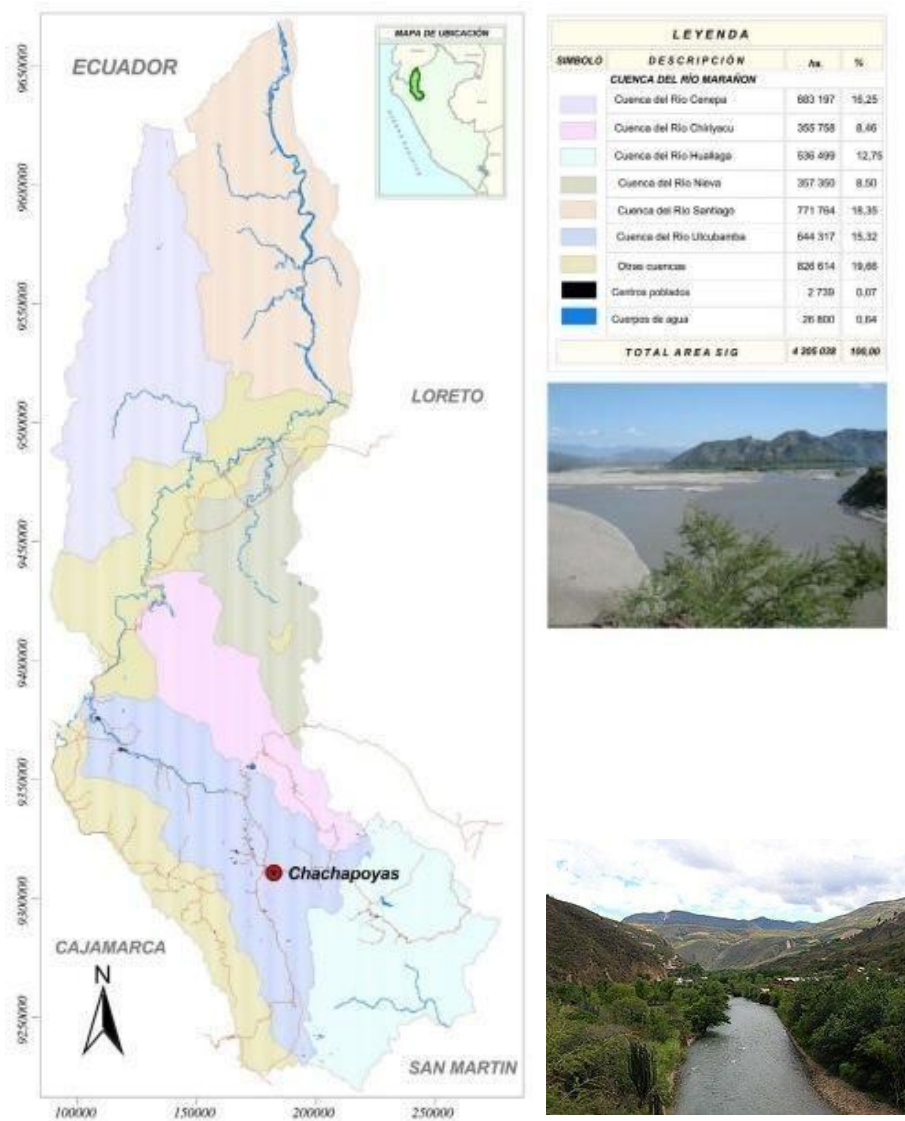 MAPA DE UBICACIÓN
ECUADOR
LORETO
Chachapoyas
CAJAMARCA
N
SAN MARTIN
9650000
9600000
9550000
9500000
9450000
9400000
9350000
9300000
9250000
100000
150000
200000
250000
LEYENDA
SIMBOLO DESCRIPCIÓN ha. %
CUENCA DEL RÍO MARAÑON
Cuenca del Río Cenepa 683 197 16,25
Cuenca del Río Chiriyacu 355 758 8,46
Cuenca del Río Huallaga 536 499 12,75
Cuenca del Río Nieva 357 350 8,50
Cuenca del Río Santiago 771 764 18,35
Cuenca del Río Utcubamba 644 317 15,32
Otras cuencas 826 614 19,66
Centros poblados 2 739 0,07
Cuerpos de agua 26 800 0,64
TOTAL AREA SIG 4 205 038 100,00